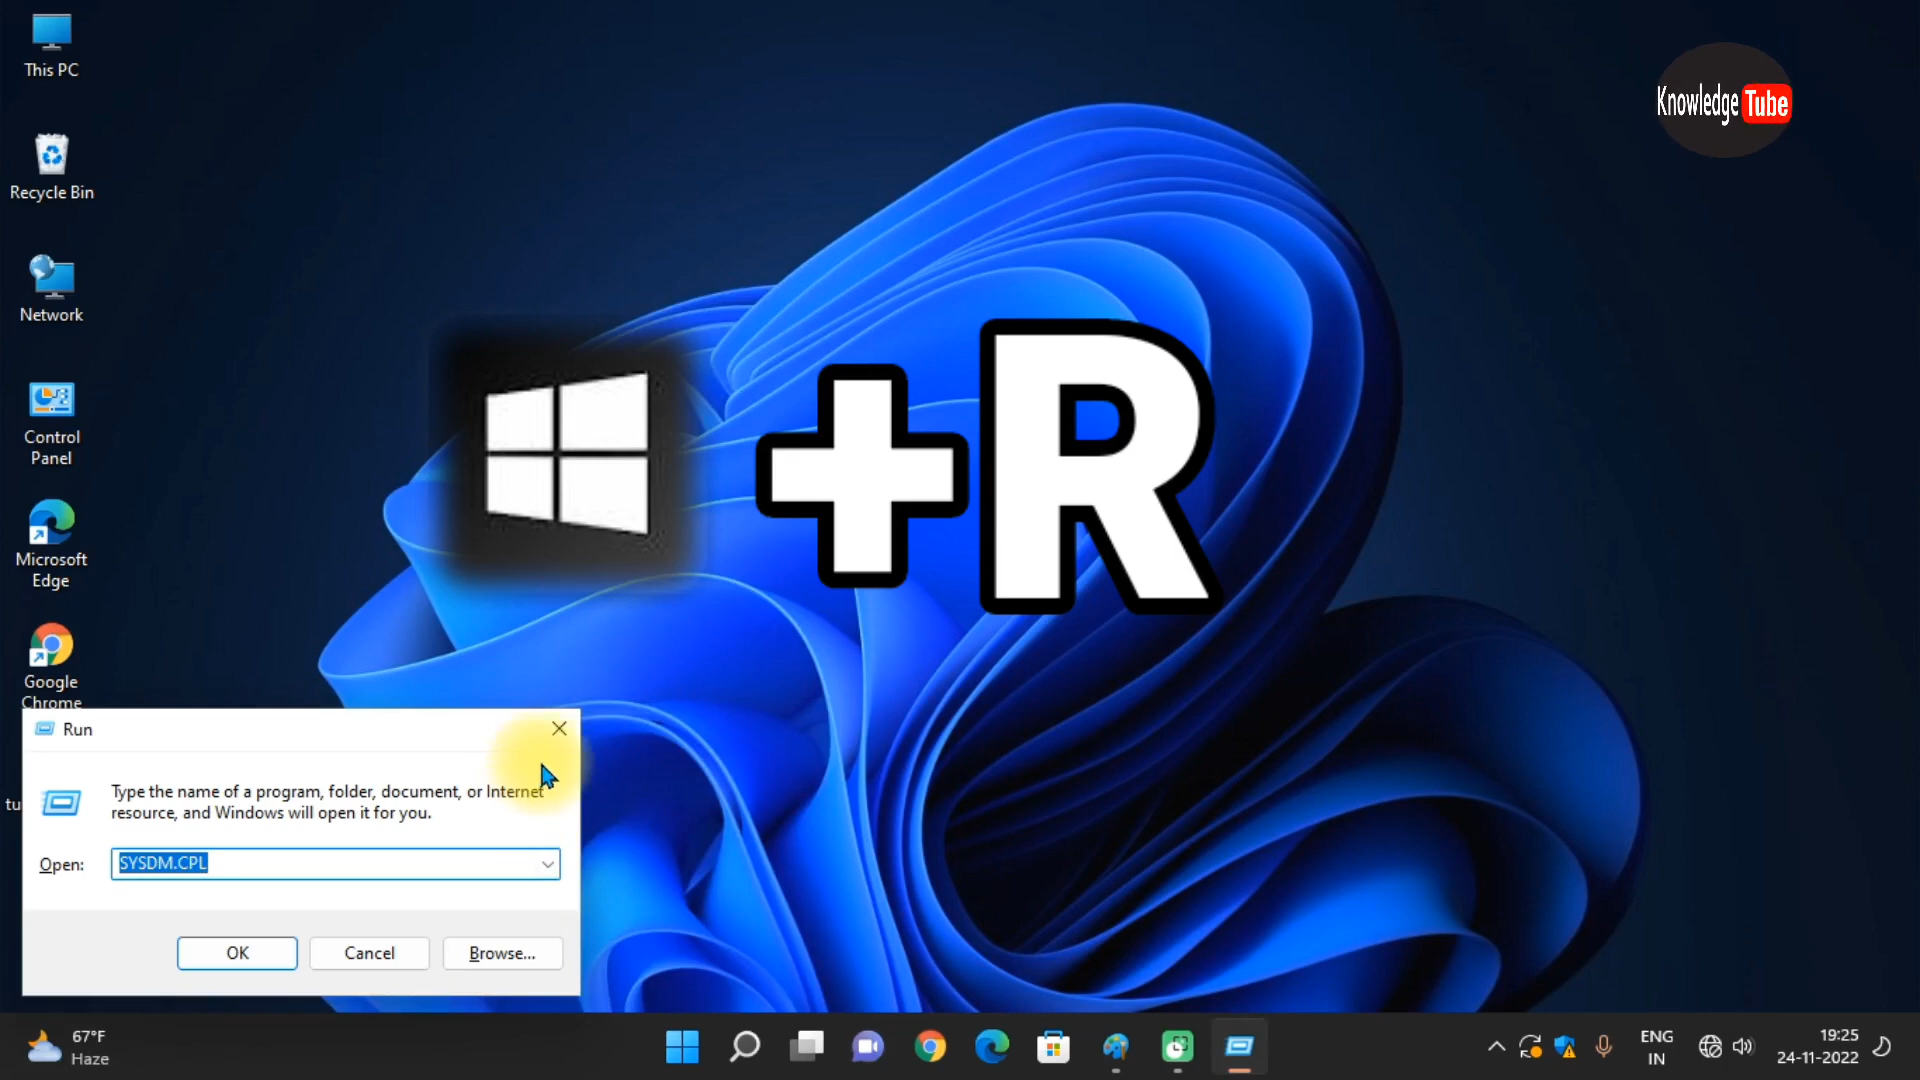 This PC
Recycle Bin
Network
Control
Panel
Microsoft
Edge
Google
Chrome
Knowledge Tube
+R
Run
Type the name of a program, folder, document, or Internet
resource, and Windows will open it for you.
Open:
SYSDM.CPL
OK
Cancel
Browse...
tu
67°F
Haze
ENG
IN
19:25
24-11-2022